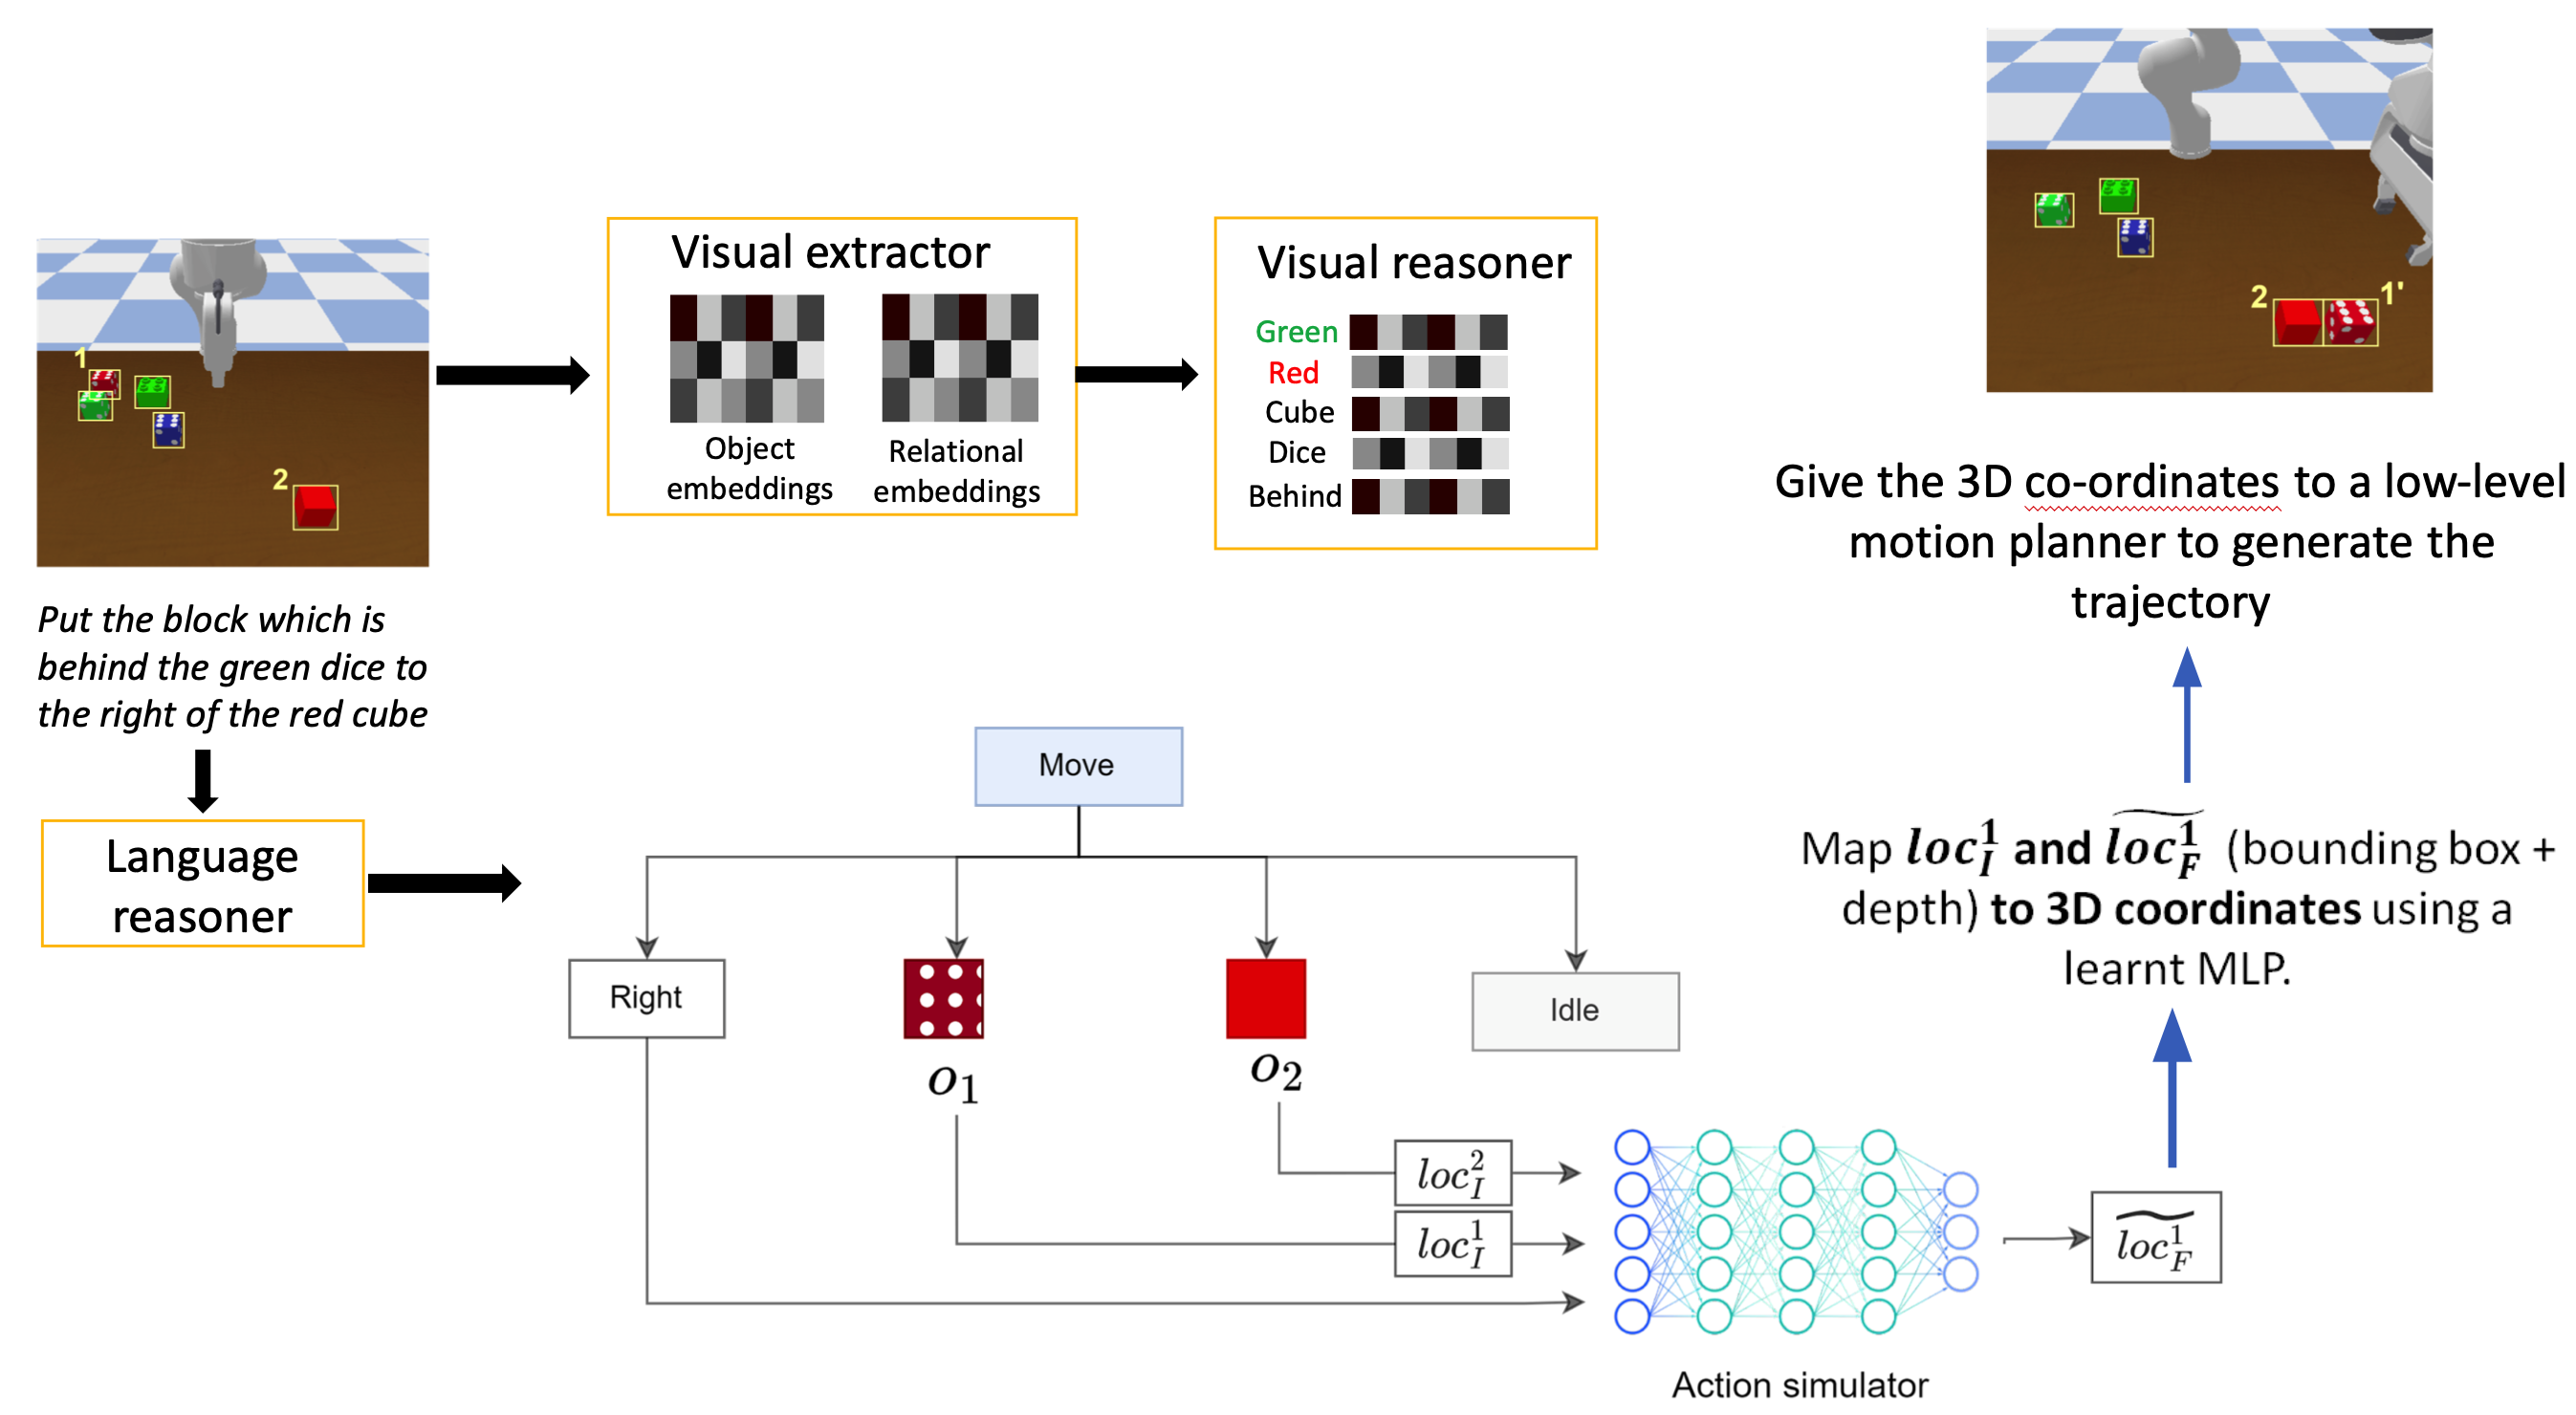 1
2
Put the block which is
behind the green dice to
the right of the red cube
Visual extractor
Object
embeddings
Relational
embeddings
Visual reasoner
Green
Red
Cube
Dice
Behind
2
1'
Give the 3D co-ordinates to a low-level
motion planner to generate the
trajectory
Map $loc_I^1$ and $\widetilde{loc_F^1}$ (bounding box +
depth) to 3D coordinates using a
learnt MLP.
Language
reasoner
Move
Right
$o_1$
$o_2$
Idle
$loc_I^2$
$loc_I^1$
$\widetilde{loc_F^1}$
Action simulator